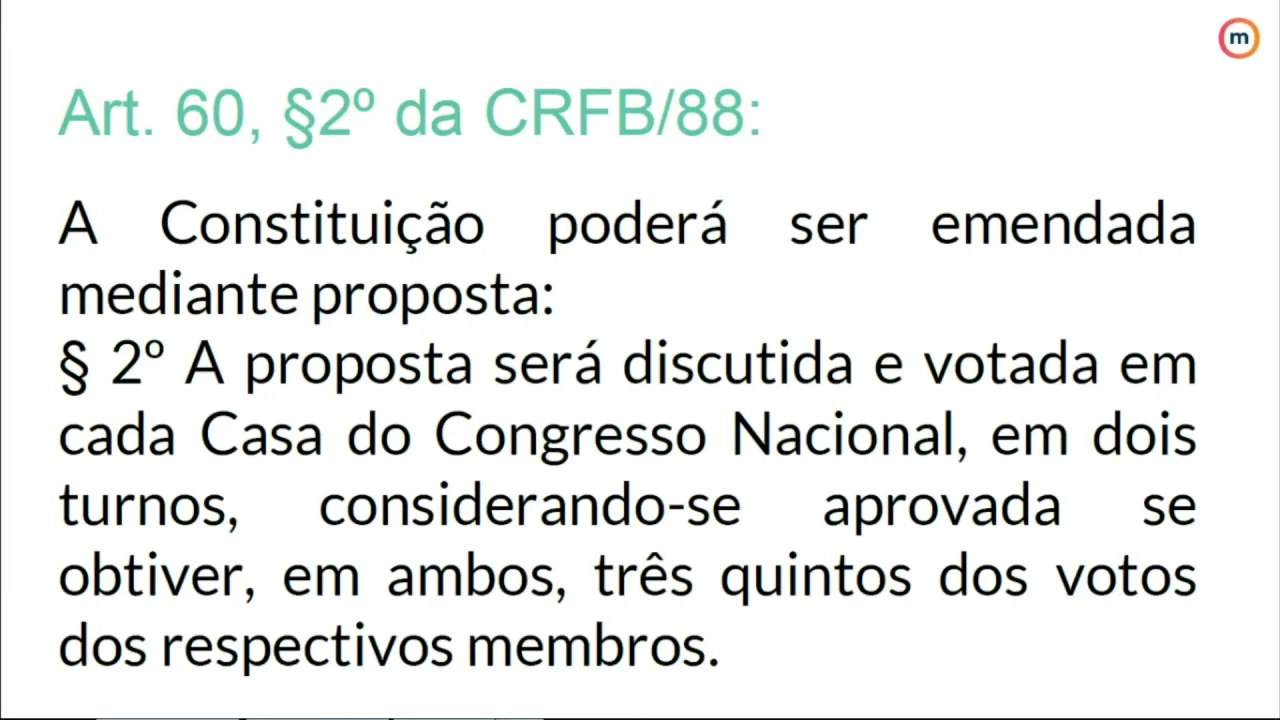 m
Art. 60, §2º da CRFB/88:
A Constituição poderá ser emendada
mediante proposta:
§ 2º A proposta será discutida e votada em
cada Casa do Congresso Nacional, em dois
turnos, considerando-se aprovada se
obtiver, em ambos, três quintos dos votos
dos respectivos membros.